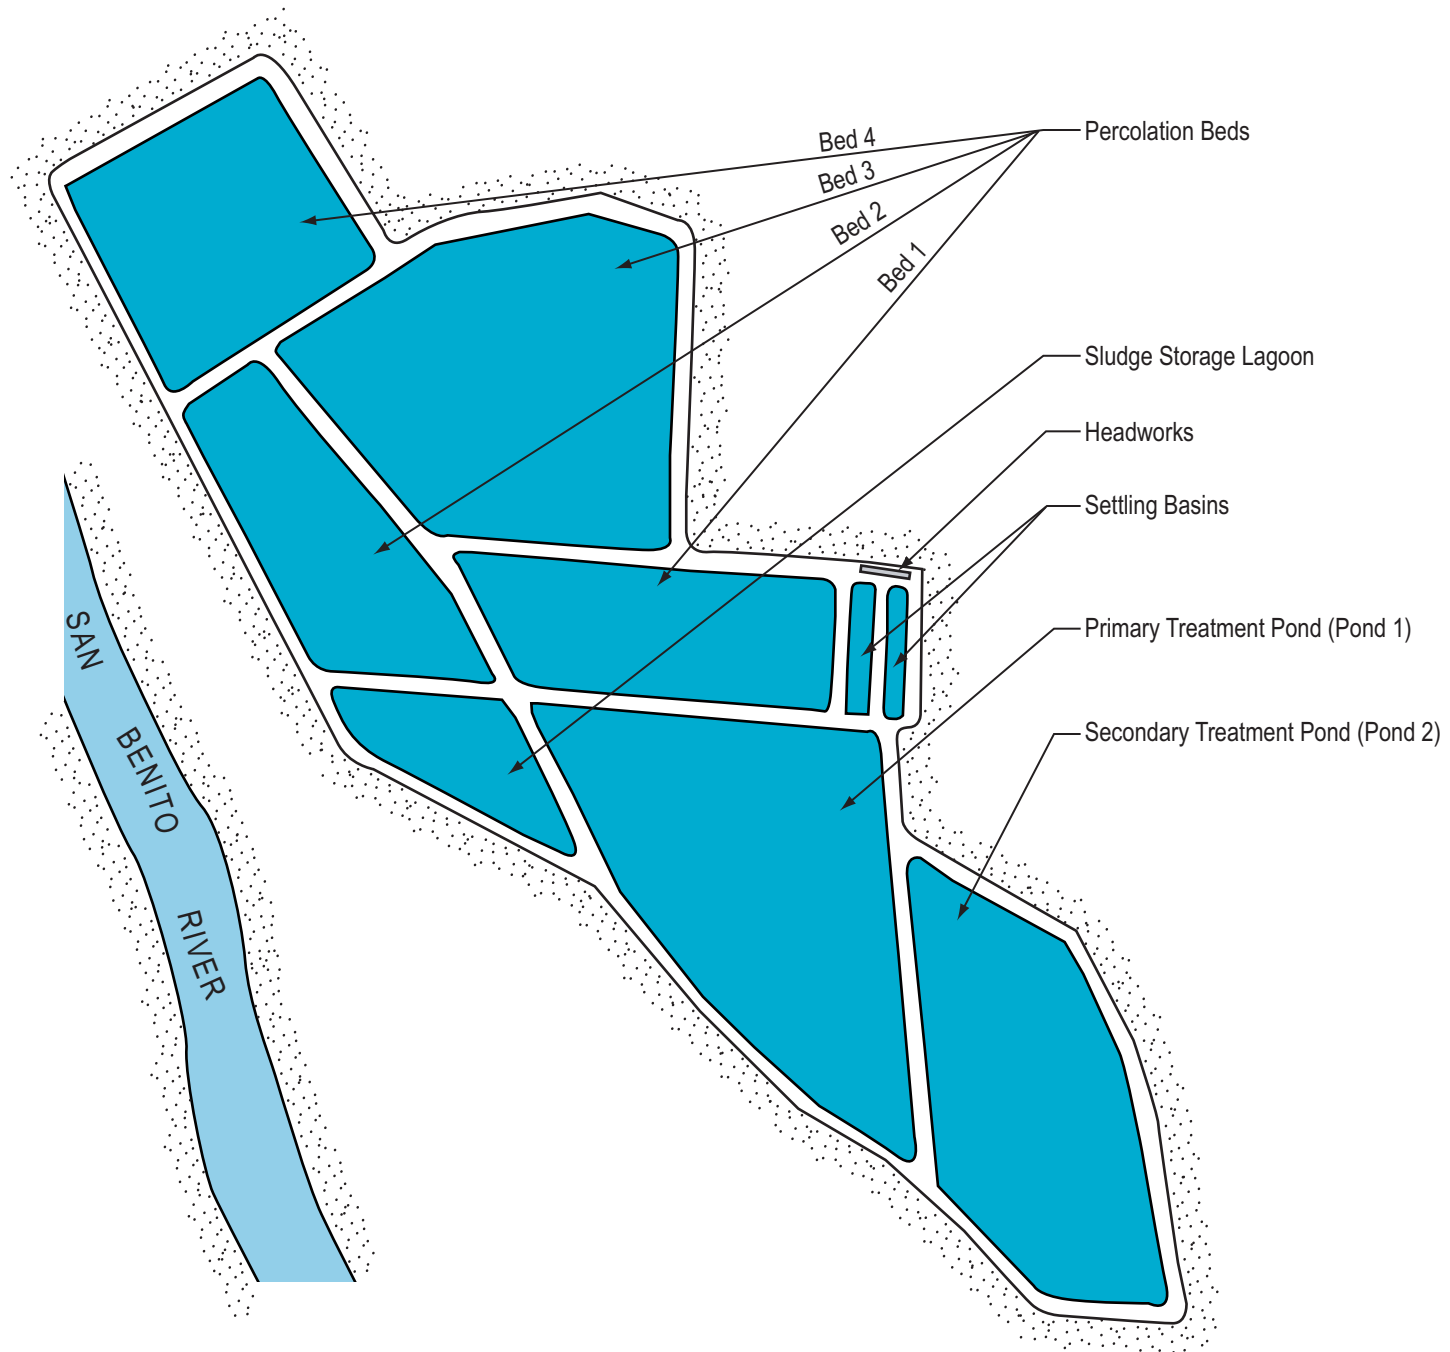 Percolation Beds
Bed 4
Bed 3
Bed 2
Bed 1
Sludge Storage Lagoon
Headworks
Settling Basins
Primary Treatment Pond (Pond 1)
Secondary Treatment Pond (Pond 2)
SAN BENITO RIVER